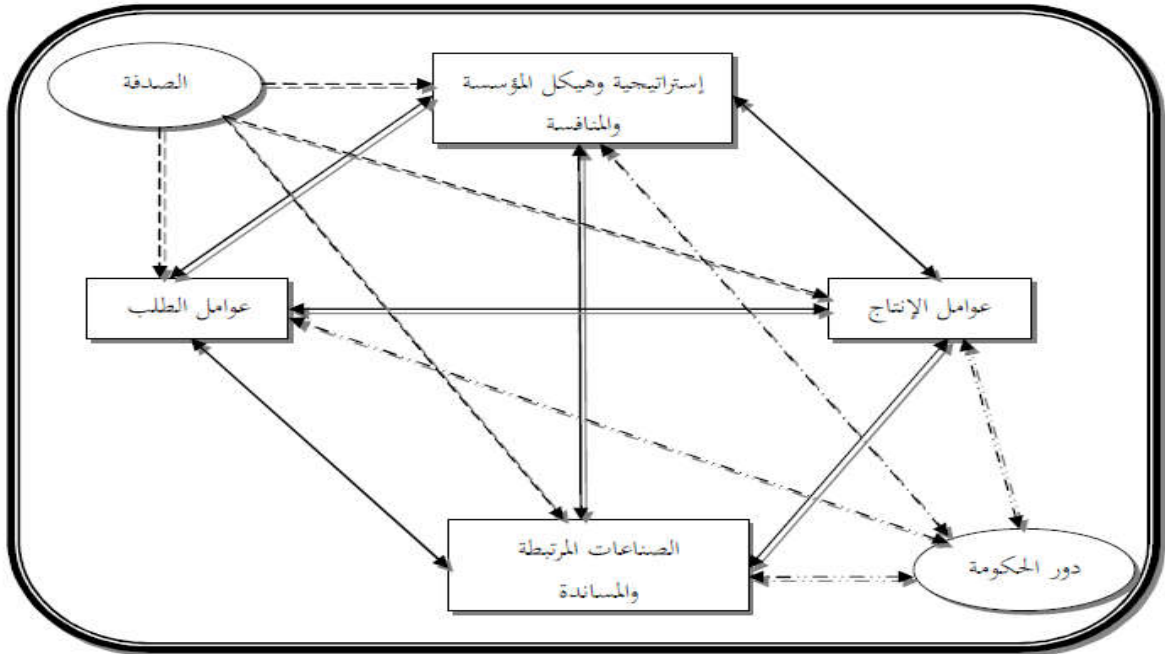 الصدفة
إستراتيجية وهيكل المؤسسة
والمنافسة
عوامل الإنتاج
عوامل الطلب
الصناعات المرتبطة
والمساندة
دور الحكومة